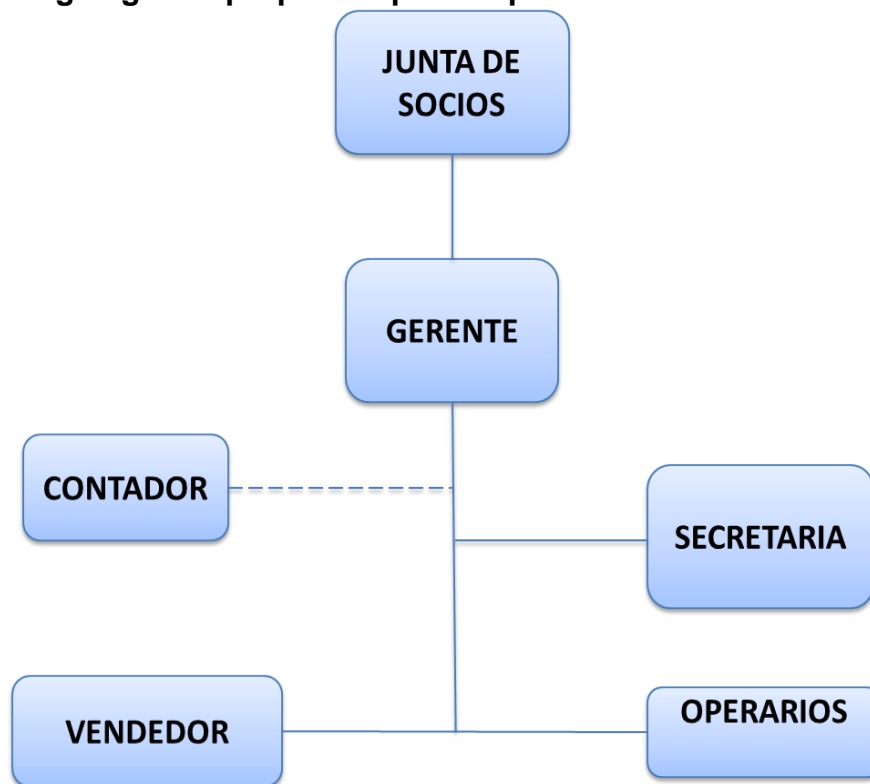 JUNTA DE
SOCIOS
GERENTE
CONTADOR
SECRETARIA
VENDEDOR
OPERARIOS